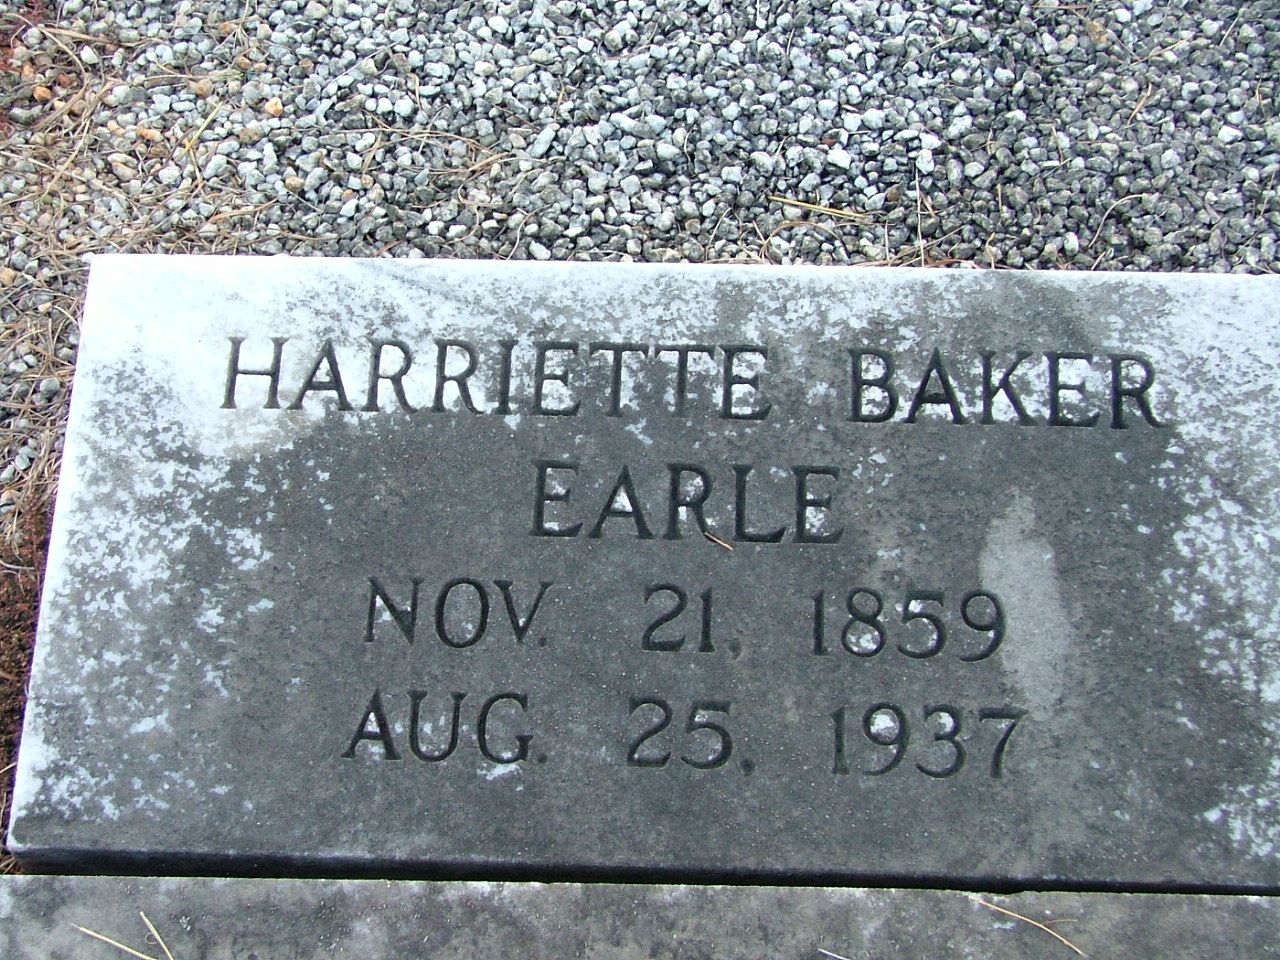 HARRIETTE BAKER
EARLE
NOV. 21, 1859
AUG. 25, 1937